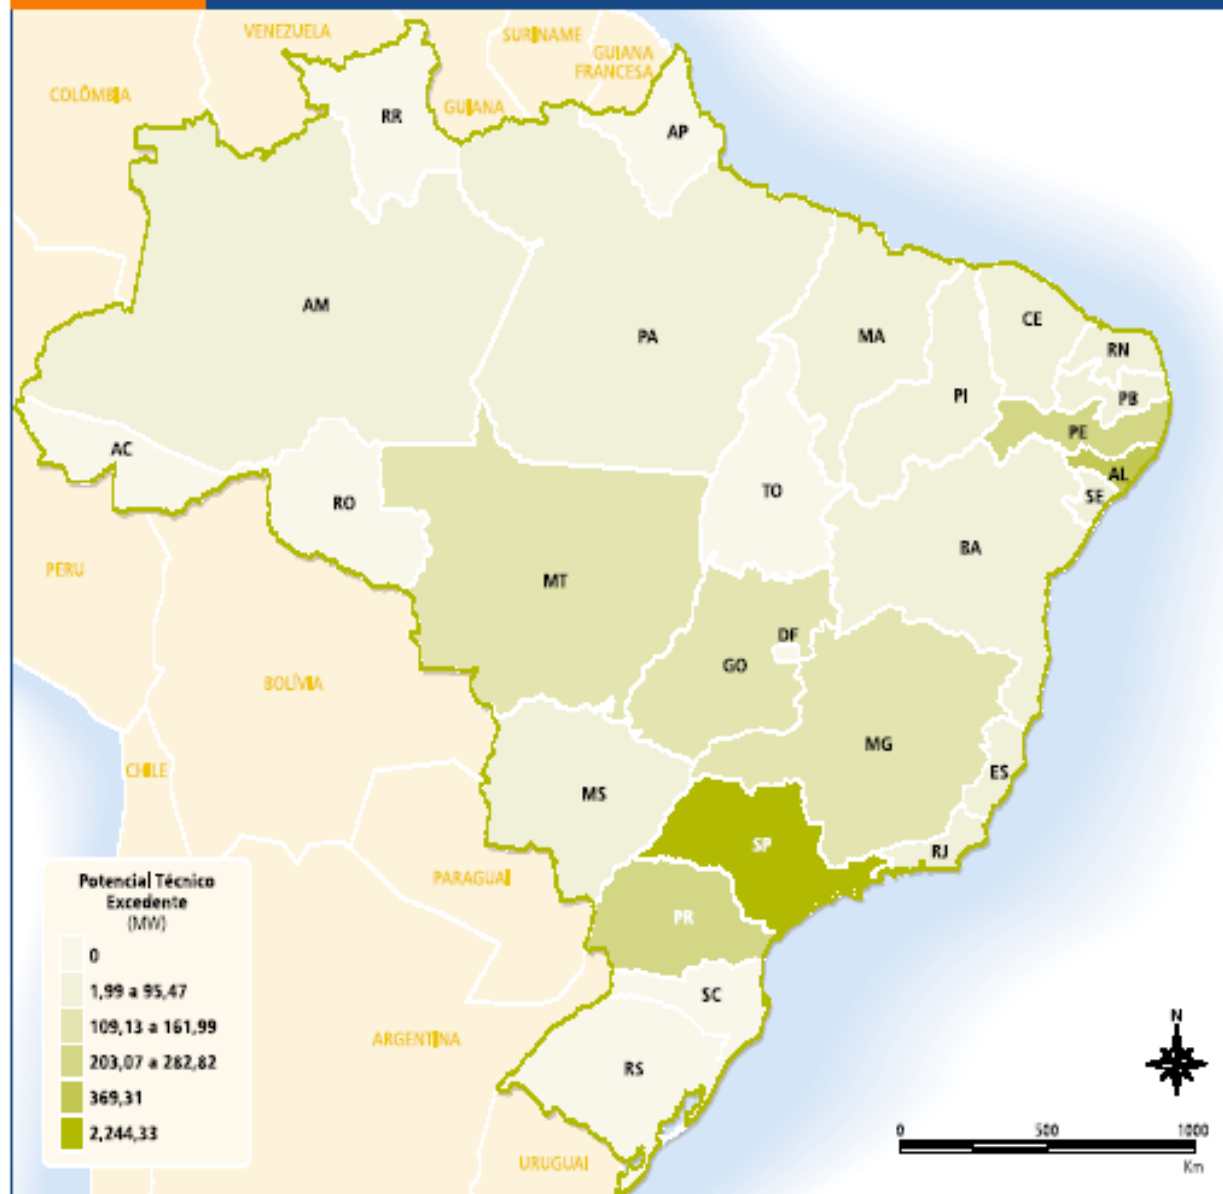 VENEZUELA
SURINAME
GUIANA
FRANCESA
COLÔMBIA
GUIANA
RR
AP
AM
PA
MA
CE
RN
PI
PB
PE
AC
AL
RO
TO
SE
BA
PERU
MT
DF
GO
BOLÍVIA
MG
CHILE
ES
MS
SP
RJ
PARAGUAI
PR
SC
ARGENTINA
RS
URUGUAI
Potencial Técnico
Excedente
(MW)
0
1,99 a 95,47
109,13 a 161,99
203,07 a 282,82
369,31
2,244,33
N
0 500 1000
Km